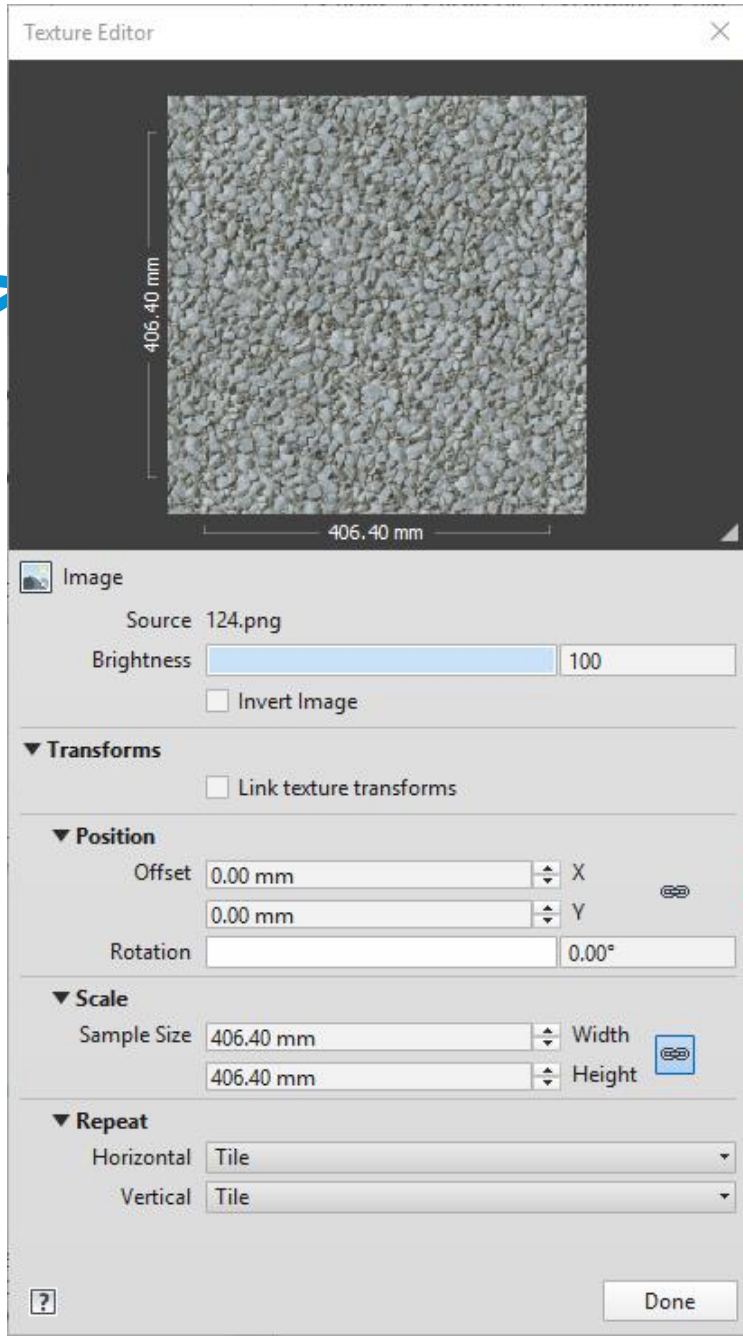 Texture Editor
406.40 mm
406.40 mm
Image
Source 124.png
Brightness 100
Invert Image
Transforms
Link texture transforms
Position
Offset 0.00 mm X
0.00 mm Y
Rotation 0.00°
Scale
Sample Size 406.40 mm Width
406.40 mm Height
Repeat
Horizontal Tile
Vertical Tile
? Done